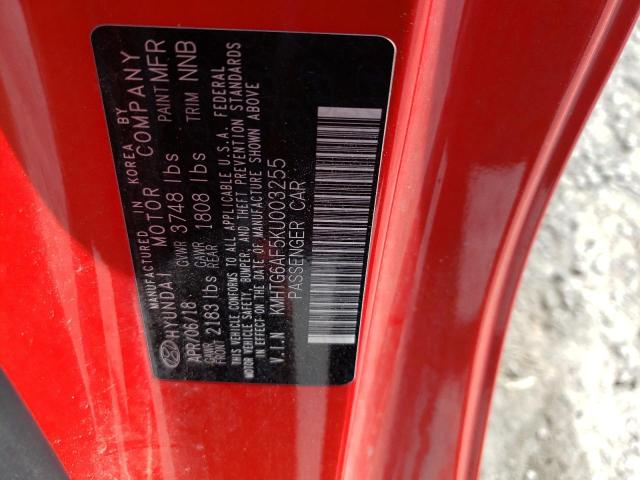 MANUFACTURED IN KOREA BY
HYUNDAI MOTOR COMPANY
APR/06/18 GVWR 3748 lbs PAINT MFR
GAWR FRONT 2183 lbs GAWR REAR 1808 lbs TRIM NNB
THIS VEHICLE CONFORMS TO ALL APPLICABLE U.S.A. FEDERAL
MOTOR VEHICLE SAFETY, BUMPER, AND THEFT PREVENTION STANDARDS
IN EFFECT ON THE DATE OF MANUFACTURE SHOWN ABOVE
V.I.N KMHTG6AF5KU003255
PASSENGER CAR